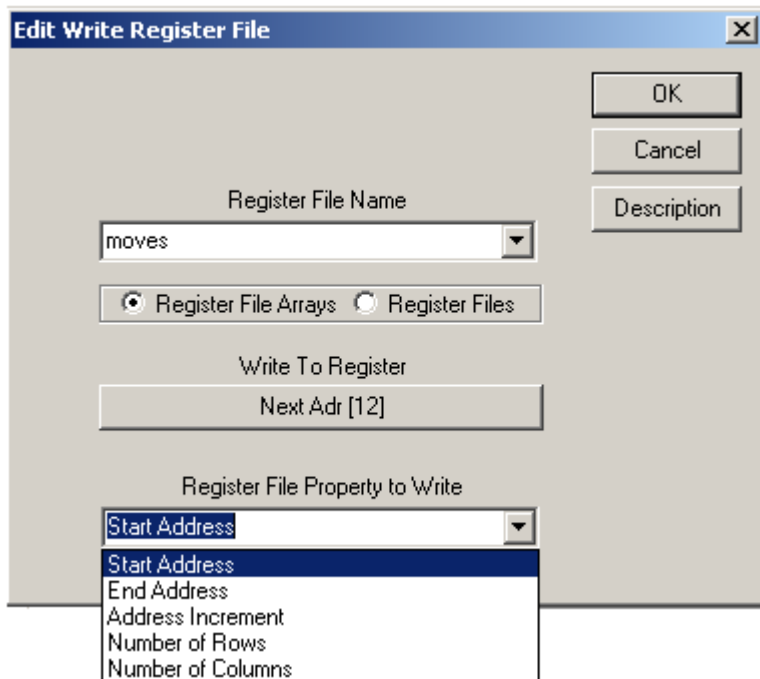 Edit Write Register File
OK
Cancel
Description
Register File Name
moves
Register File Arrays Register Files
Write To Register
Next Adr [12]
Register File Property to Write
Start Address
Start Address
End Address
Address Increment
Number of Rows
Number of Columns